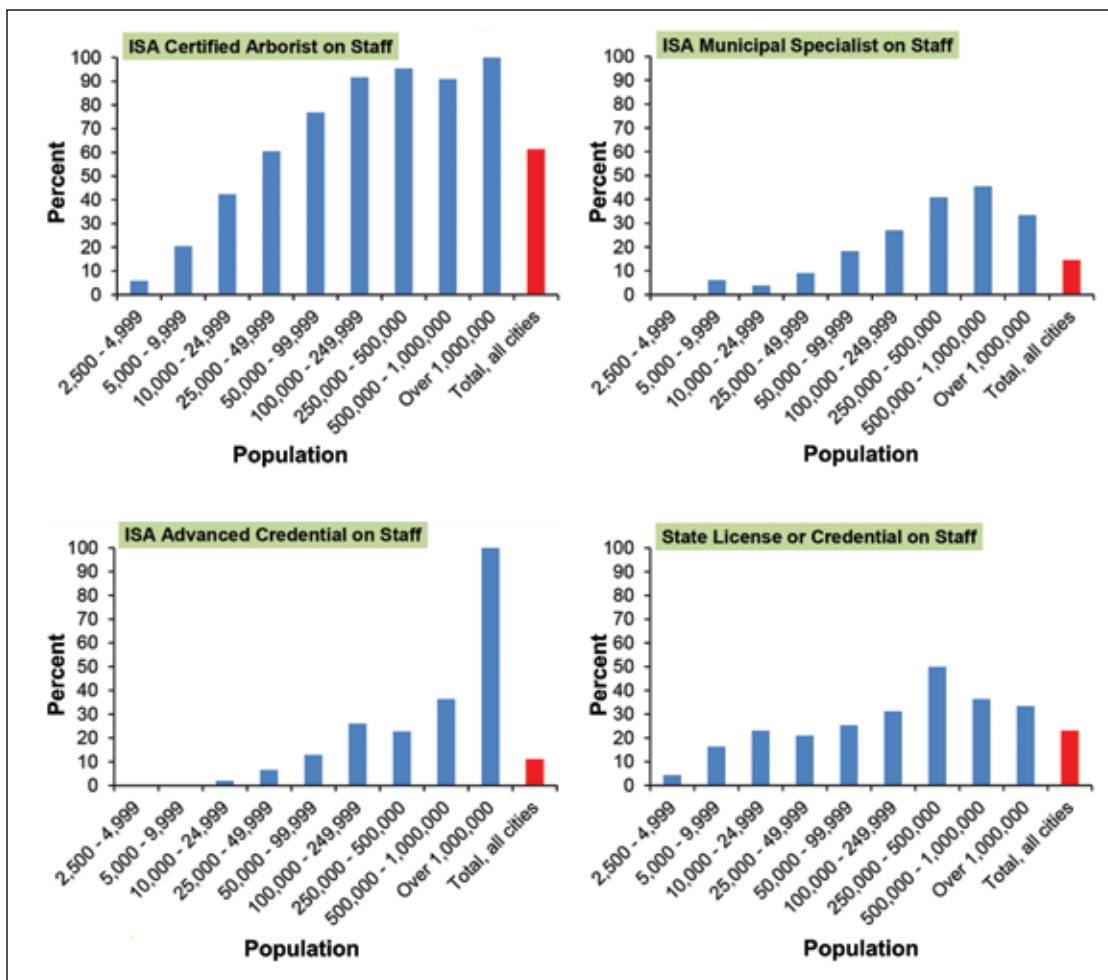 ISA Certified Arborist on Staff
100
90
80
70
60
50
40
30
20
10
0
Percent
2,500 - 4,999
5,000 - 9,999
10,000 - 24,999
25,000 - 49,999
50,000 - 99,999
100,000 - 249,999
250,000 - 500,000
500,000 - 1,000,000
Over 1,000,000
Total, all cities
Population
ISA Municipal Specialist on Staff
100
90
80
70
60
50
40
30
20
10
0
Percent
2,500 - 4,999
5,000 - 9,999
10,000 - 24,999
25,000 - 49,999
50,000 - 99,999
100,000 - 249,999
250,000 - 500,000
500,000 - 1,000,000
Over 1,000,000
Total, all cities
Population
ISA Advanced Credential on Staff
100
90
80
70
60
50
40
30
20
10
0
Percent
2,500 - 4,999
5,000 - 9,999
10,000 - 24,999
25,000 - 49,999
50,000 - 99,999
100,000 - 249,999
250,000 - 500,000
500,000 - 1,000,000
Over 1,000,000
Total, all cities
Population
State License or Credential on Staff
100
90
80
70
60
50
40
30
20
10
0
Percent
2,500 - 4,999
5,000 - 9,999
10,000 - 24,999
25,000 - 49,999
50,000 - 99,999
100,000 - 249,999
250,000 - 500,000
500,000 - 1,000,000
Over 1,000,000
Total, all cities
Population